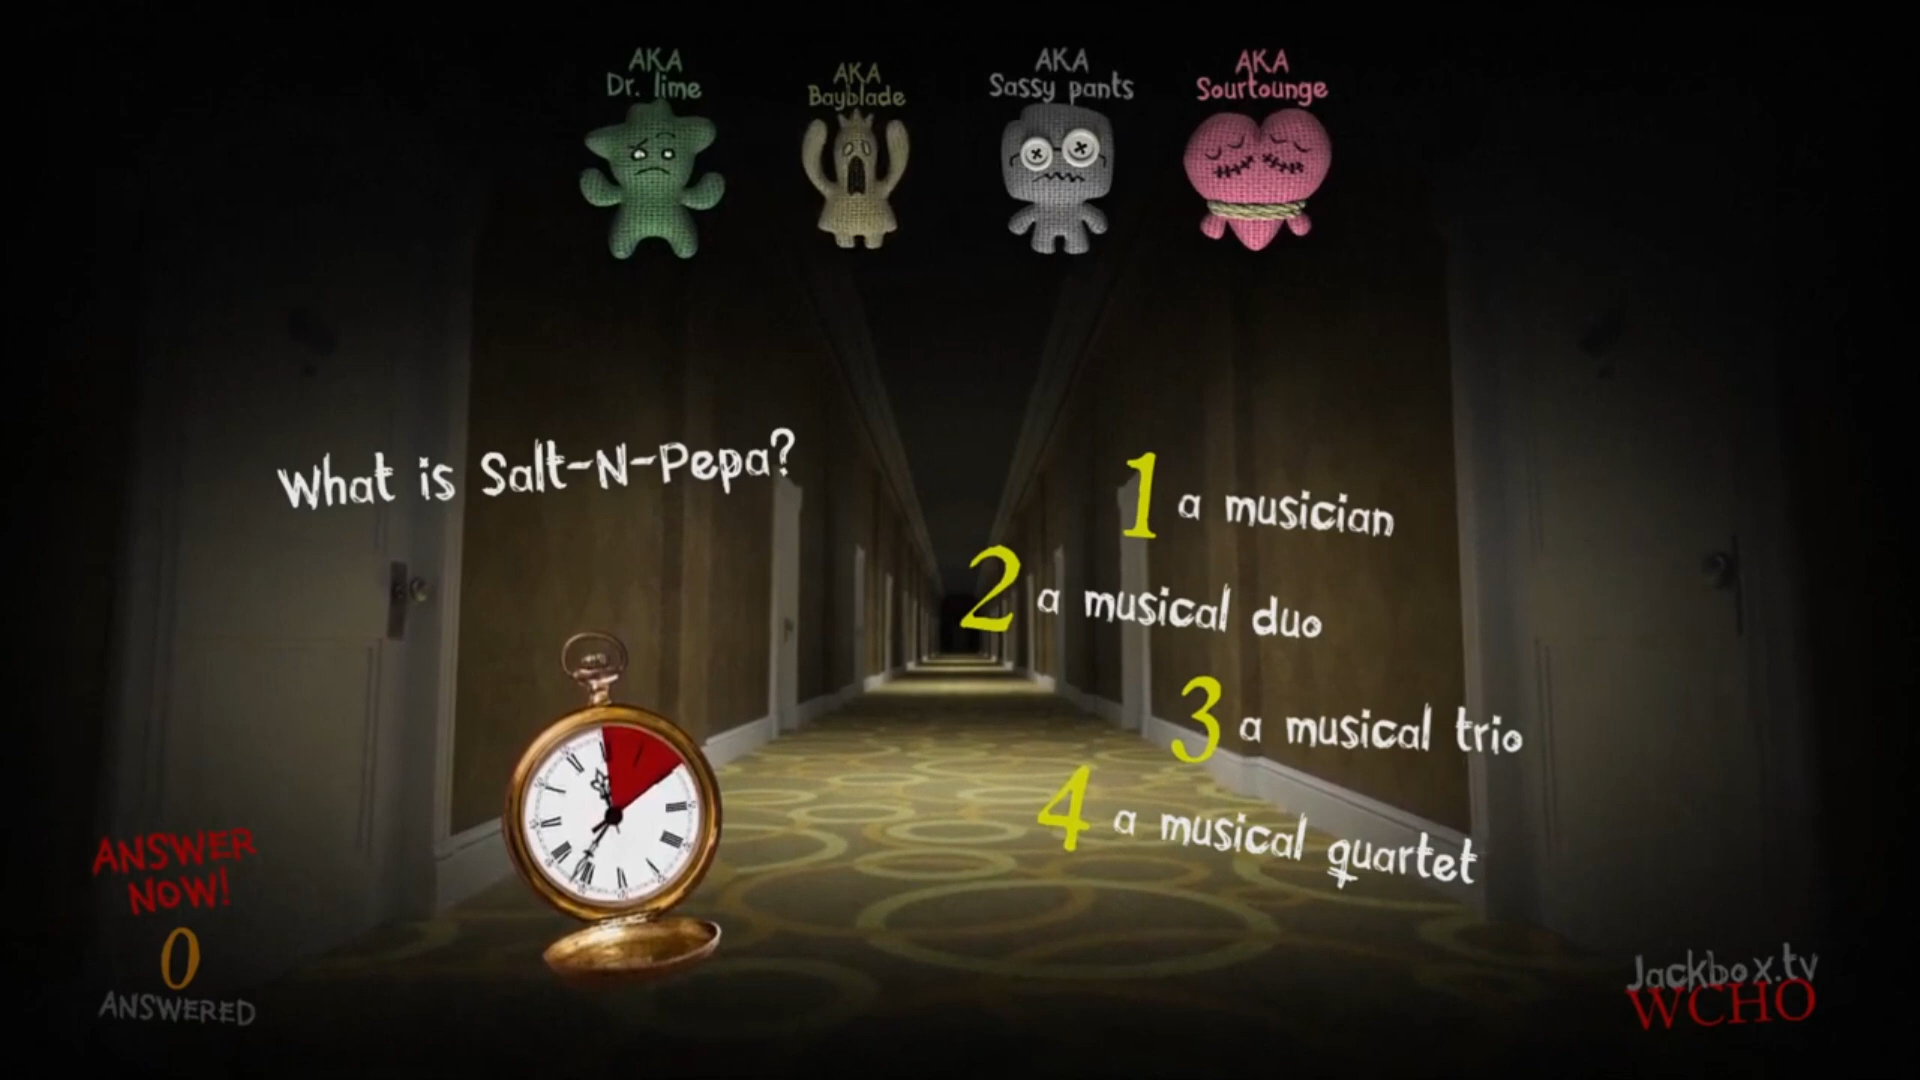 AKA
Dr. lime
AKA
Bayblade
AKA
Sassy pants
AKA
Sourtounge
What is Salt-N-Pepa?
1 a musician
2 a musical duo
3 a musical trio
4 a musical quartet
ANSWER
NOW!
0
ANSWERED
Jackbox.tv
WCHO